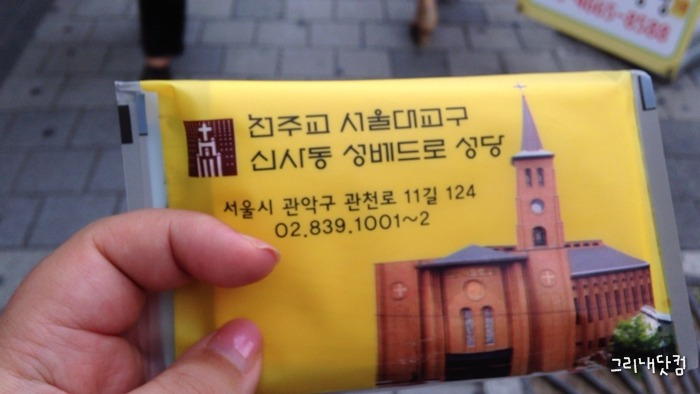 8665-8588
천주교 서울대교구
신사동 성베드로 성당
서울시 관악구 관천로 11길 124
02.839.1001~2
그리내닷컴